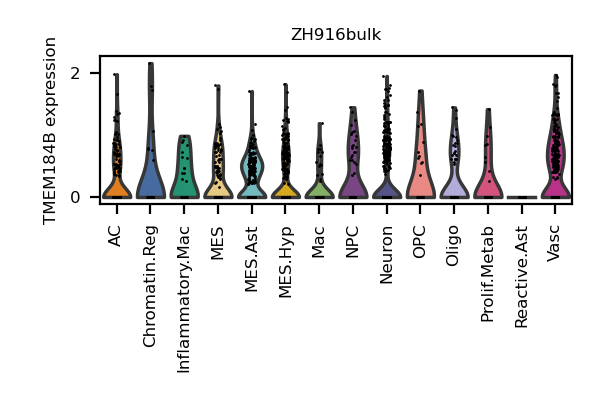 ZH916bulk
TMEM184B expression
2
0
AC
Chromatin.Reg
Inflammatory.Mac
MES
MES.Ast
MES.Hyp
Mac
NPC
Neuron
OPC
Oligo
Prolif.Metab
Reactive.Ast
Vasc